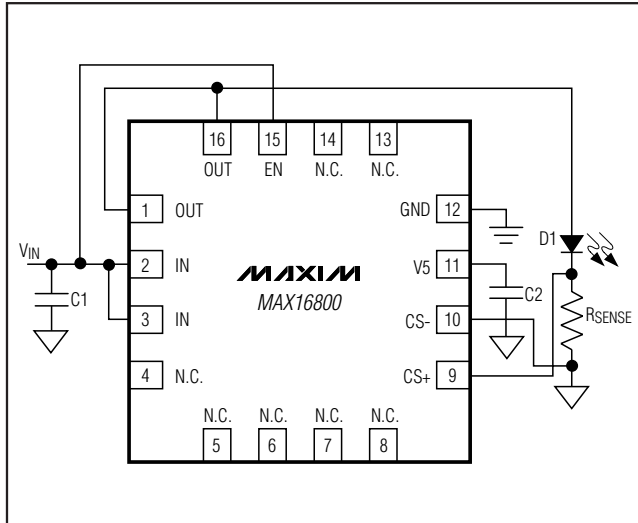 16 15 14 13
OUT EN N.C. N.C.
1 OUT GND 12
D1
VIN 2 IN V5 11
MAXIM
MAX16800
C1 3 IN CS- 10 C2 RSENSE
4 N.C. CS+ 9
N.C. N.C. N.C. N.C.
5 6 7 8